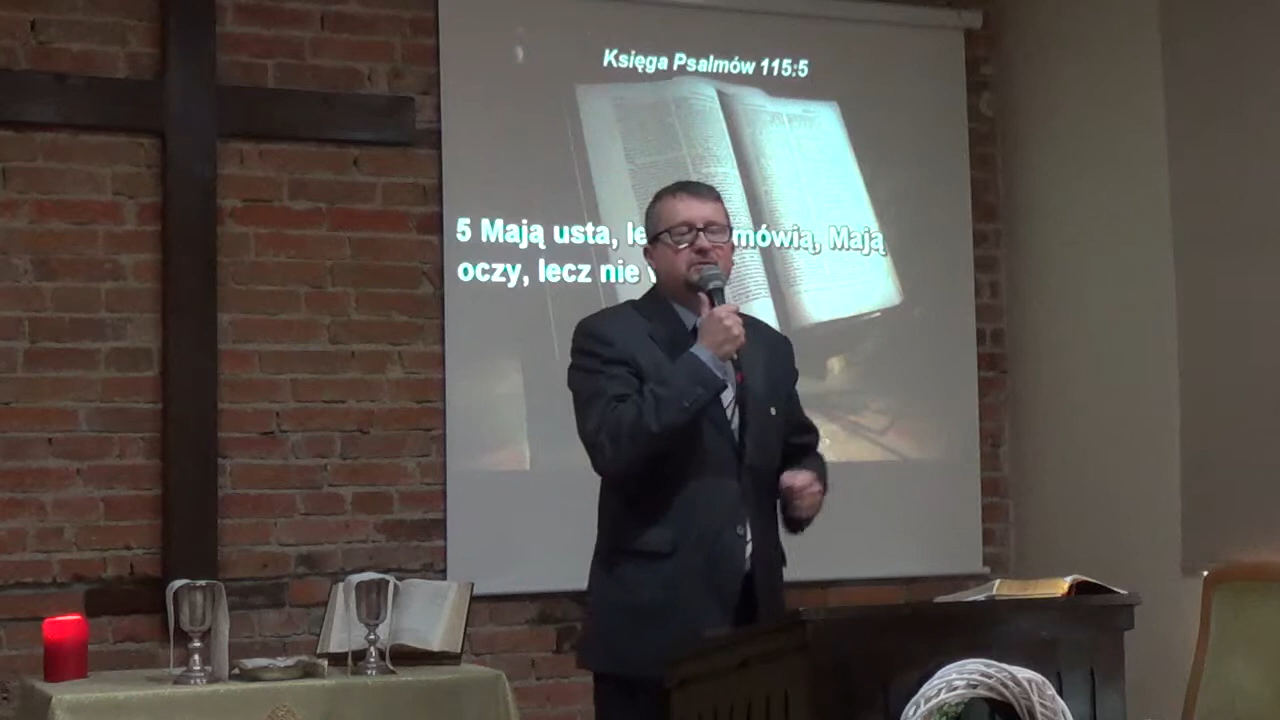 Księga Psalmów 115:5
5 Mają usta, mówią, Mają
oczy, lecz nie